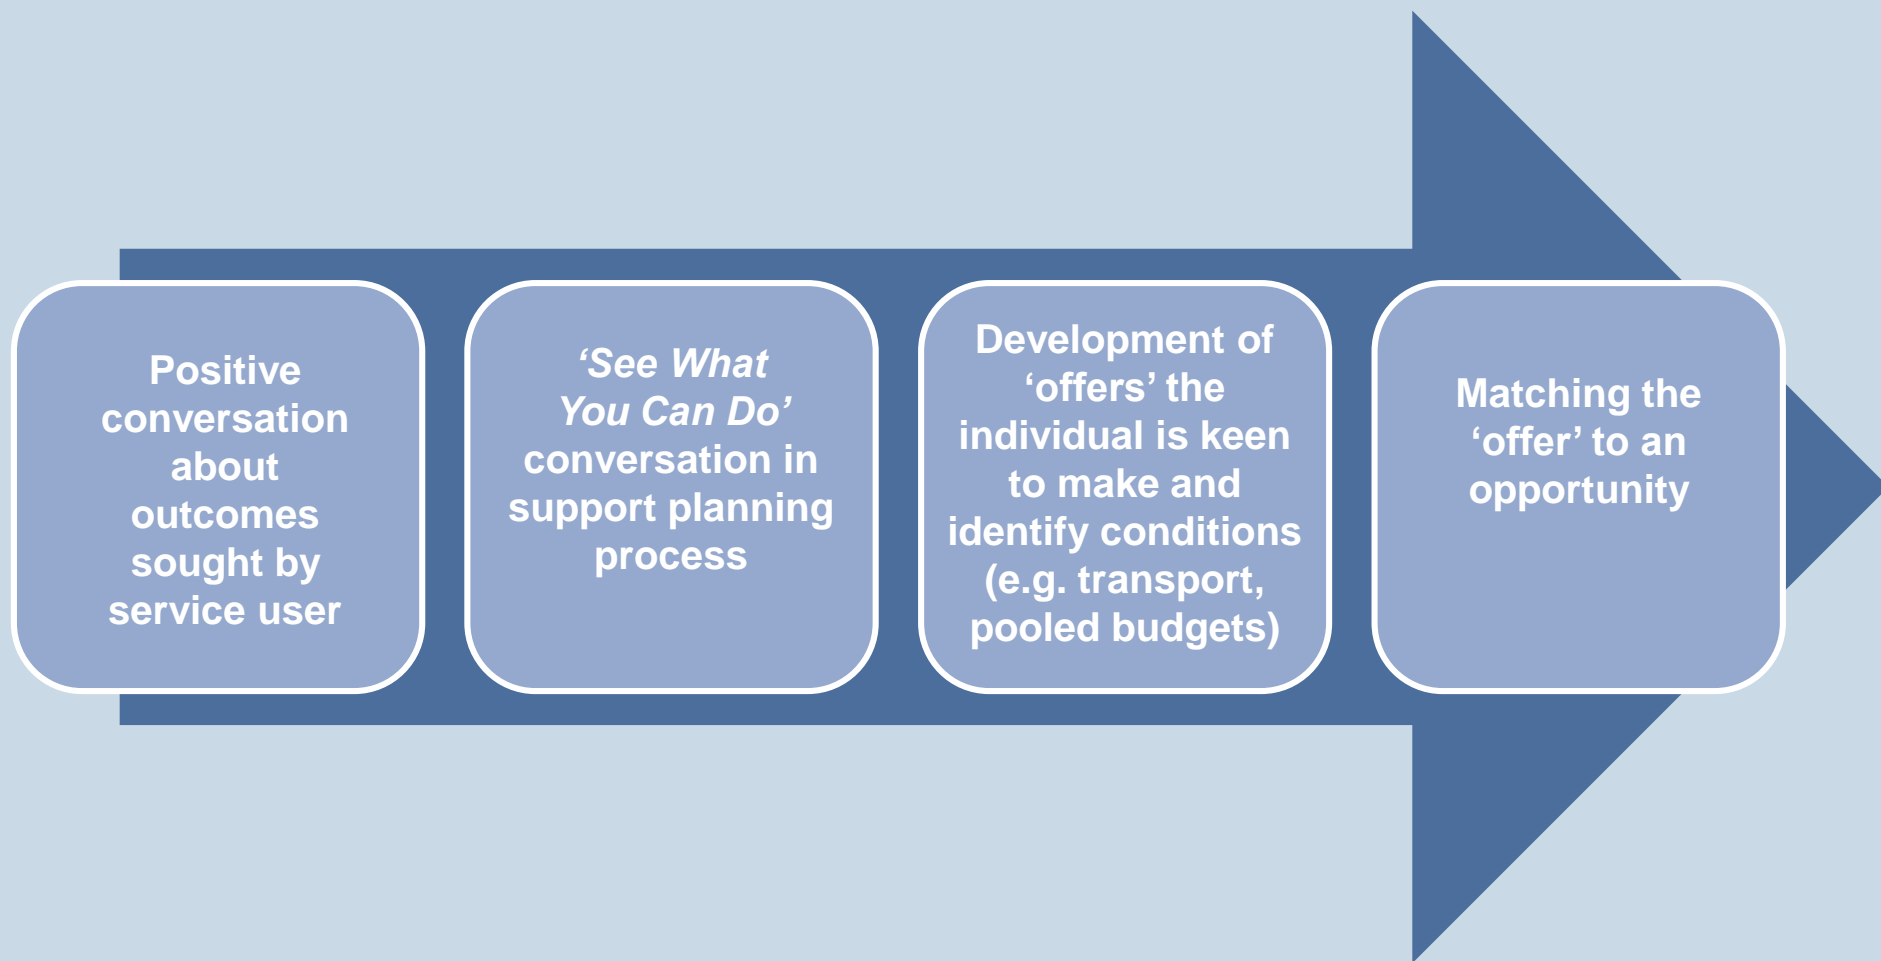 Positive
conversation
about
outcomes
sought by
service user
‘See What
You Can Do’
conversation in
support planning
process
Development of
‘offers’ the
individual is keen
to make and
identify conditions
(e.g. transport,
pooled budgets)
Matching the
‘offer’ to an
opportunity